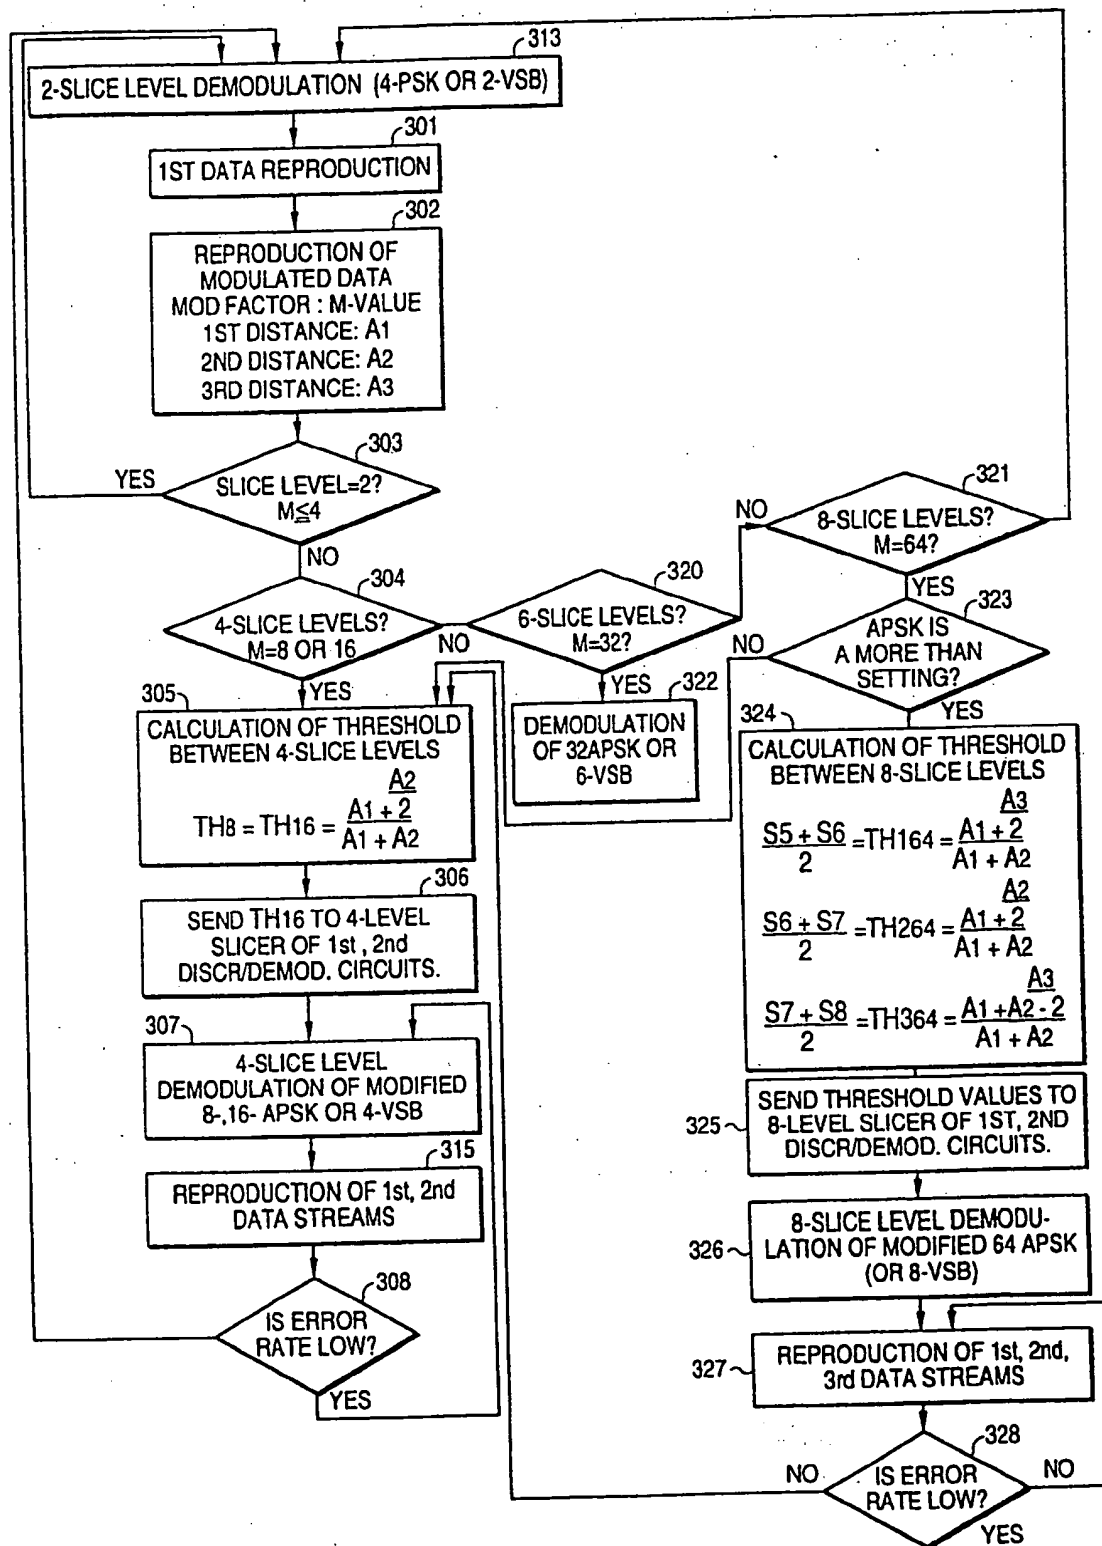 313
2-SLICE LEVEL DEMODULATION (4-PSK OR 2-VSB)
301
1ST DATA REPRODUCTION
302
REPRODUCTION OF
MODULATED DATA
MOD FACTOR : M-VALUE
1ST DISTANCE: A1
2ND DISTANCE: A2
3RD DISTANCE: A3
303
YES
SLICE LEVEL=2?
M≦4
NO
304
4-SLICE LEVELS?
M=8 OR 16
NO
YES
320
6-SLICE LEVELS?
M=32?
NO
YES
322
DEMODULATION
OF 32APSK OR
6-VSB
321
8-SLICE LEVELS?
M=64?
YES
323
NO
APSK IS
A MORE THAN
SETTING?
YES
305
CALCULATION OF THRESHOLD
BETWEEN 4-SLICE LEVELS
A2
A1 + 2
TH8 = TH16 =
A1 + A2
306
SEND TH16 TO 4-LEVEL
SLICER OF 1st, 2nd
DISCR/DEMOD. CIRCUITS.
307
4-SLICE LEVEL
DEMODULATION OF MODIFIED
8-,16- APSK OR 4-VSB
315
REPRODUCTION OF 1st, 2nd
DATA STREAMS
308
IS ERROR
RATE LOW?
YES
324
CALCULATION OF THRESHOLD
BETWEEN 8-SLICE LEVELS
A3
S5 + S6 A1 + 2
=TH164 =
2 A1 + A2
A2
S6 + S7 A1 + 2
=TH264 =
2 A1 + A2
A3
S7 + S8 A1 +A2 - 2
=TH364 =
2 A1 + A2
325
SEND THRESHOLD VALUES TO
8-LEVEL SLICER OF 1ST, 2ND
DISCR/DEMOD. CIRCUITS.
326
8-SLICE LEVEL DEMODU-
LATION OF MODIFIED 64 APSK
(OR 8-VSB)
327
REPRODUCTION OF 1st, 2nd,
3rd DATA STREAMS
328
NO
IS ERROR
RATE LOW?
NO
YES